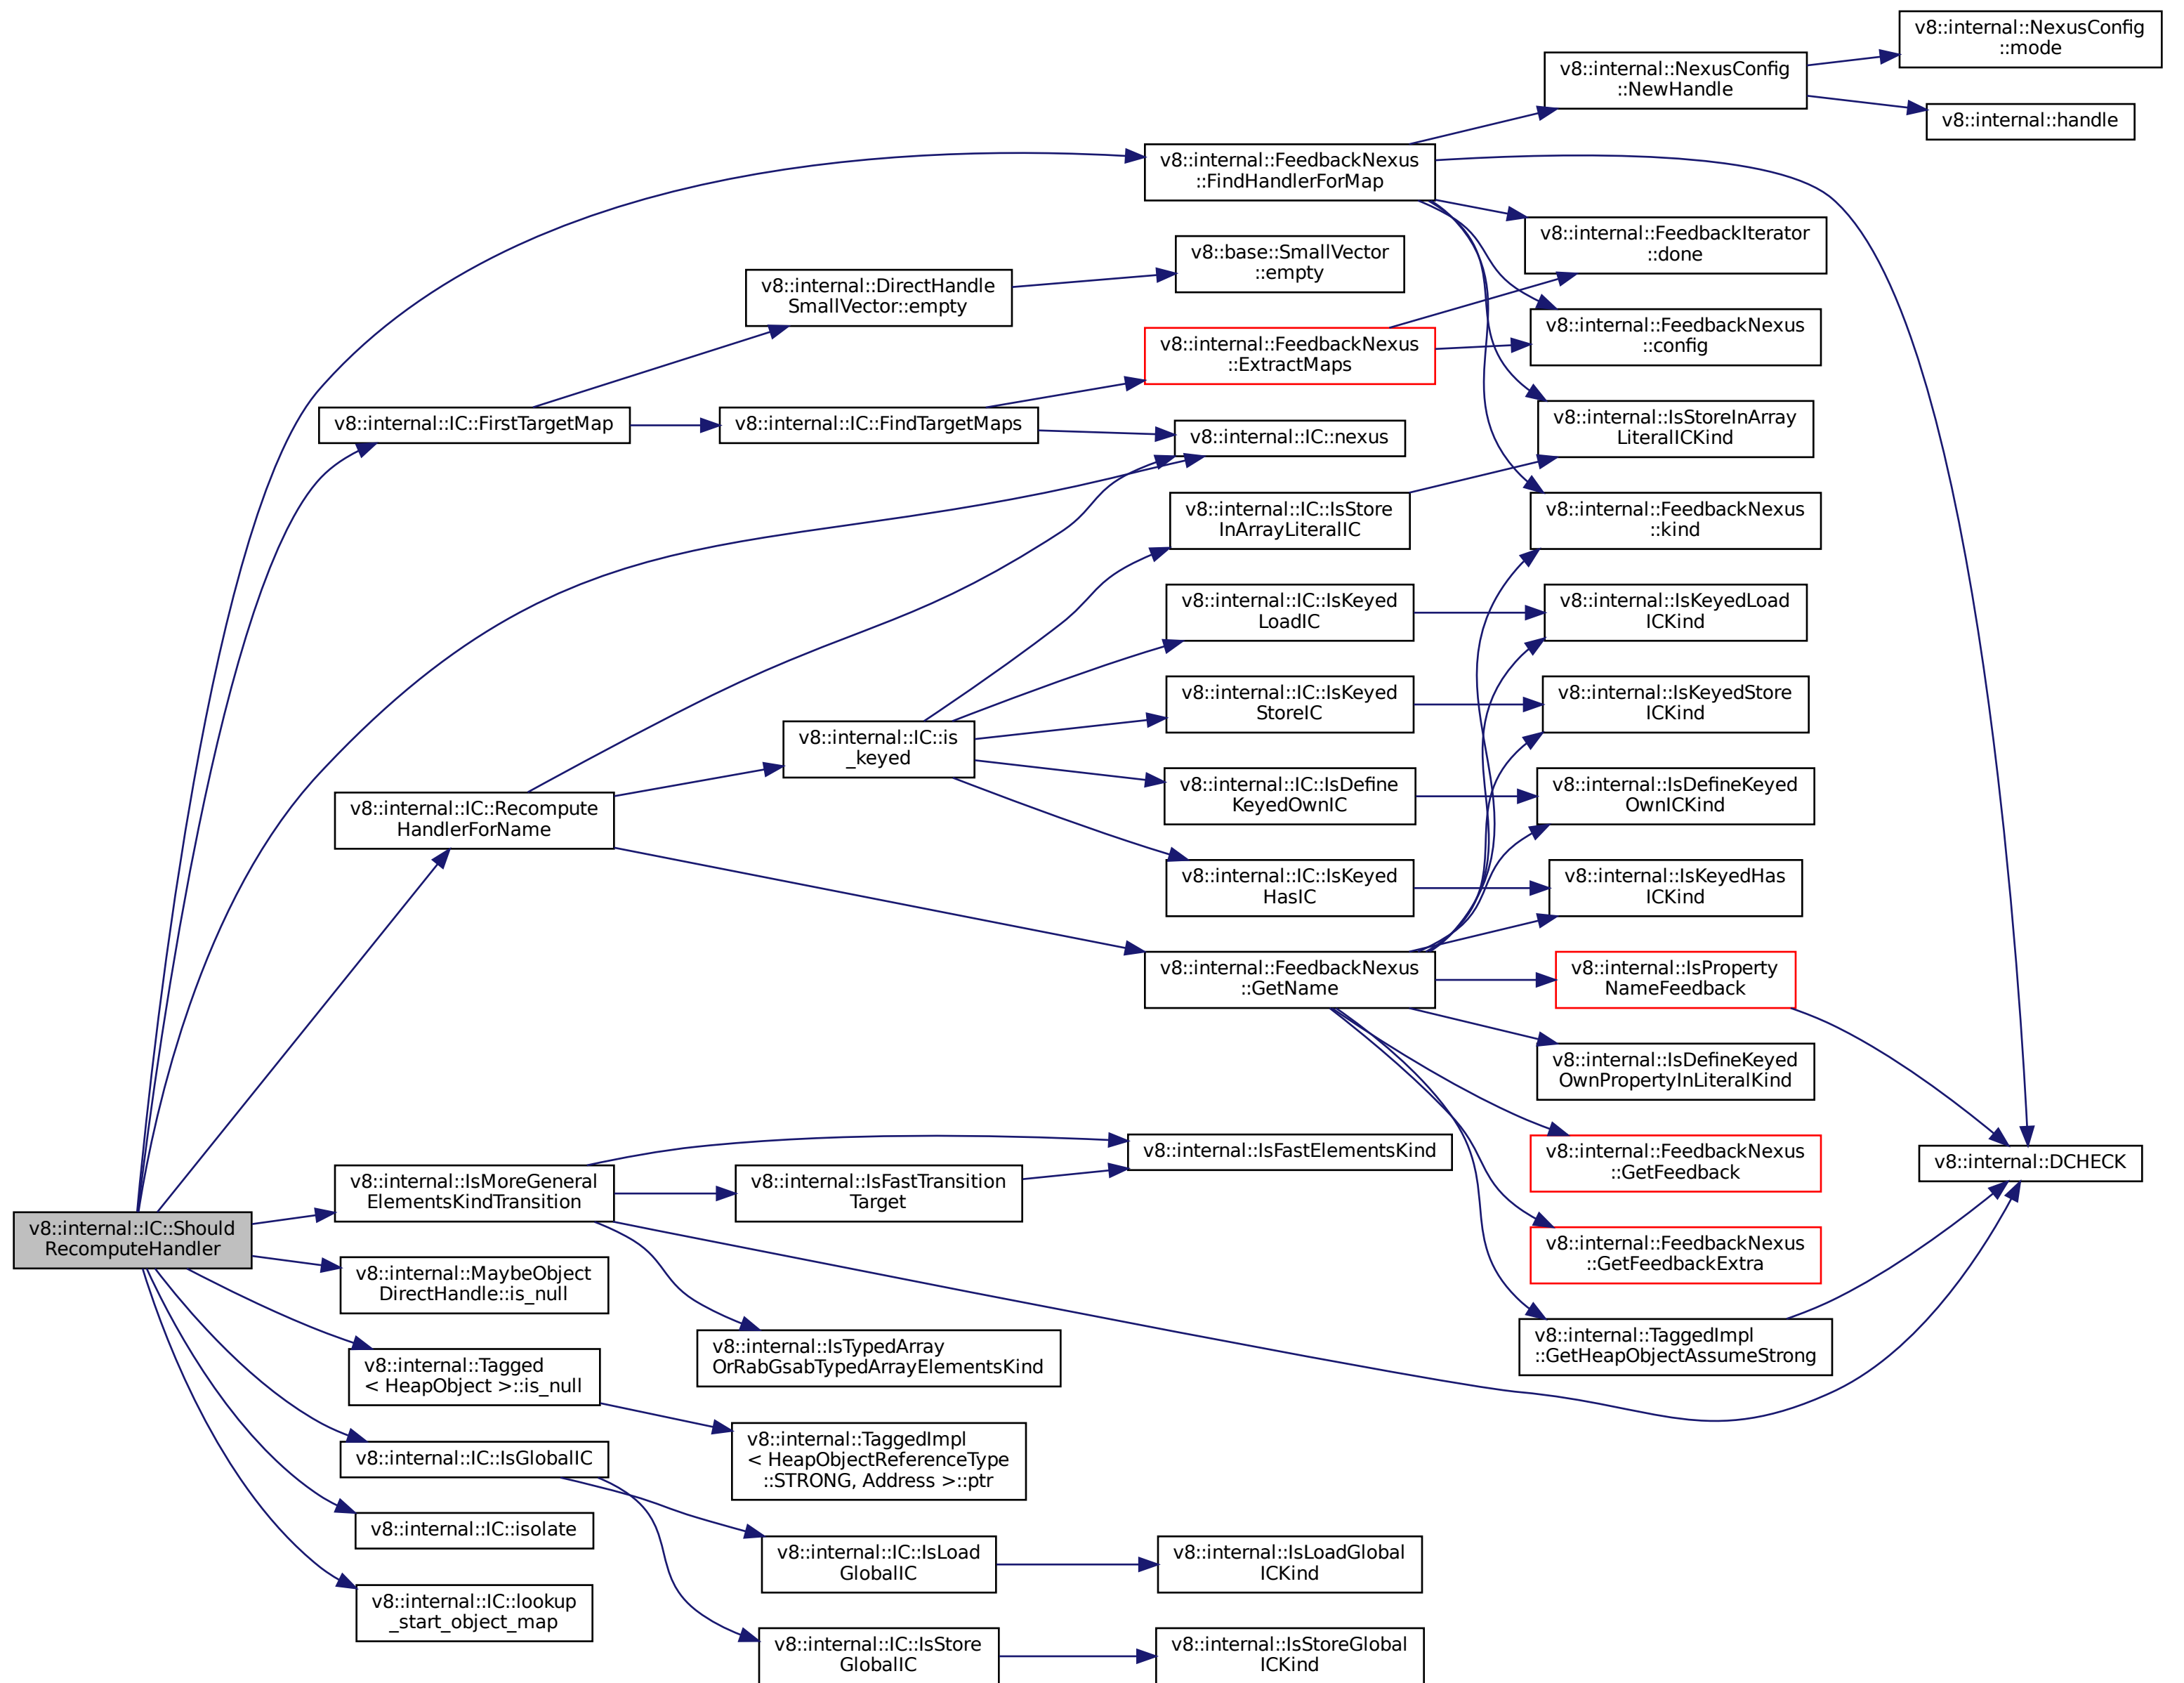 v8::internal::NexusConfig
::mode
v8::internal::NexusConfig
::NewHandle
v8::internal::handle
v8::internal::FeedbackNexus
::FindHandlerForMap
v8::internal::FeedbackIterator
::done
v8::base::SmallVector
::empty
v8::internal::DirectHandle
SmallVector::empty
v8::internal::FeedbackNexus
::config
v8::internal::FeedbackNexus
::ExtractMaps
v8::internal::IC::FirstTargetMap
v8::internal::IC::FindTargetMaps
v8::internal::IC::nexus
v8::internal::IsStoreInArray
LiteralICKind
v8::internal::IC::IsStore
InArrayLiteralIC
v8::internal::FeedbackNexus
::kind
v8::internal::IC::IsKeyed
LoadIC
v8::internal::IsKeyedLoad
ICKind
v8::internal::IC::IsKeyed
StoreIC
v8::internal::IsKeyedStore
ICKind
v8::internal::IC::is
_keyed
v8::internal::IC::IsDefine
KeyedOwnIC
v8::internal::IsDefineKeyed
OwnICKind
v8::internal::IC::Recompute
HandlerForName
v8::internal::IC::IsKeyed
HasIC
v8::internal::IsKeyedHas
ICKind
v8::internal::FeedbackNexus
::GetName
v8::internal::IsProperty
NameFeedback
v8::internal::IsDefineKeyed
OwnPropertyInLiteralKind
v8::internal::IsFastElementsKind
v8::internal::FeedbackNexus
::GetFeedback
v8::internal::DCHECK
v8::internal::IsMoreGeneral
ElementsKindTransition
v8::internal::IsFastTransition
Target
v8::internal::IC::Should
RecomputeHandler
v8::internal::FeedbackNexus
::GetFeedbackExtra
v8::internal::MaybeObject
DirectHandle::is_null
v8::internal::IsTypedArray
OrRabGsabTypedArrayElementsKind
v8::internal::TaggedImpl
::GetHeapObjectAssumeStrong
v8::internal::Tagged
< HeapObject >::is_null
v8::internal::TaggedImpl
< HeapObjectReferenceType
::STRONG, Address >::ptr
v8::internal::IC::IsGlobalIC
v8::internal::IC::isolate
v8::internal::IC::IsLoad
GlobalIC
v8::internal::IsLoadGlobal
ICKind
v8::internal::IC::lookup
_start_object_map
v8::internal::IC::IsStore
GlobalIC
v8::internal::IsStoreGlobal
ICKind